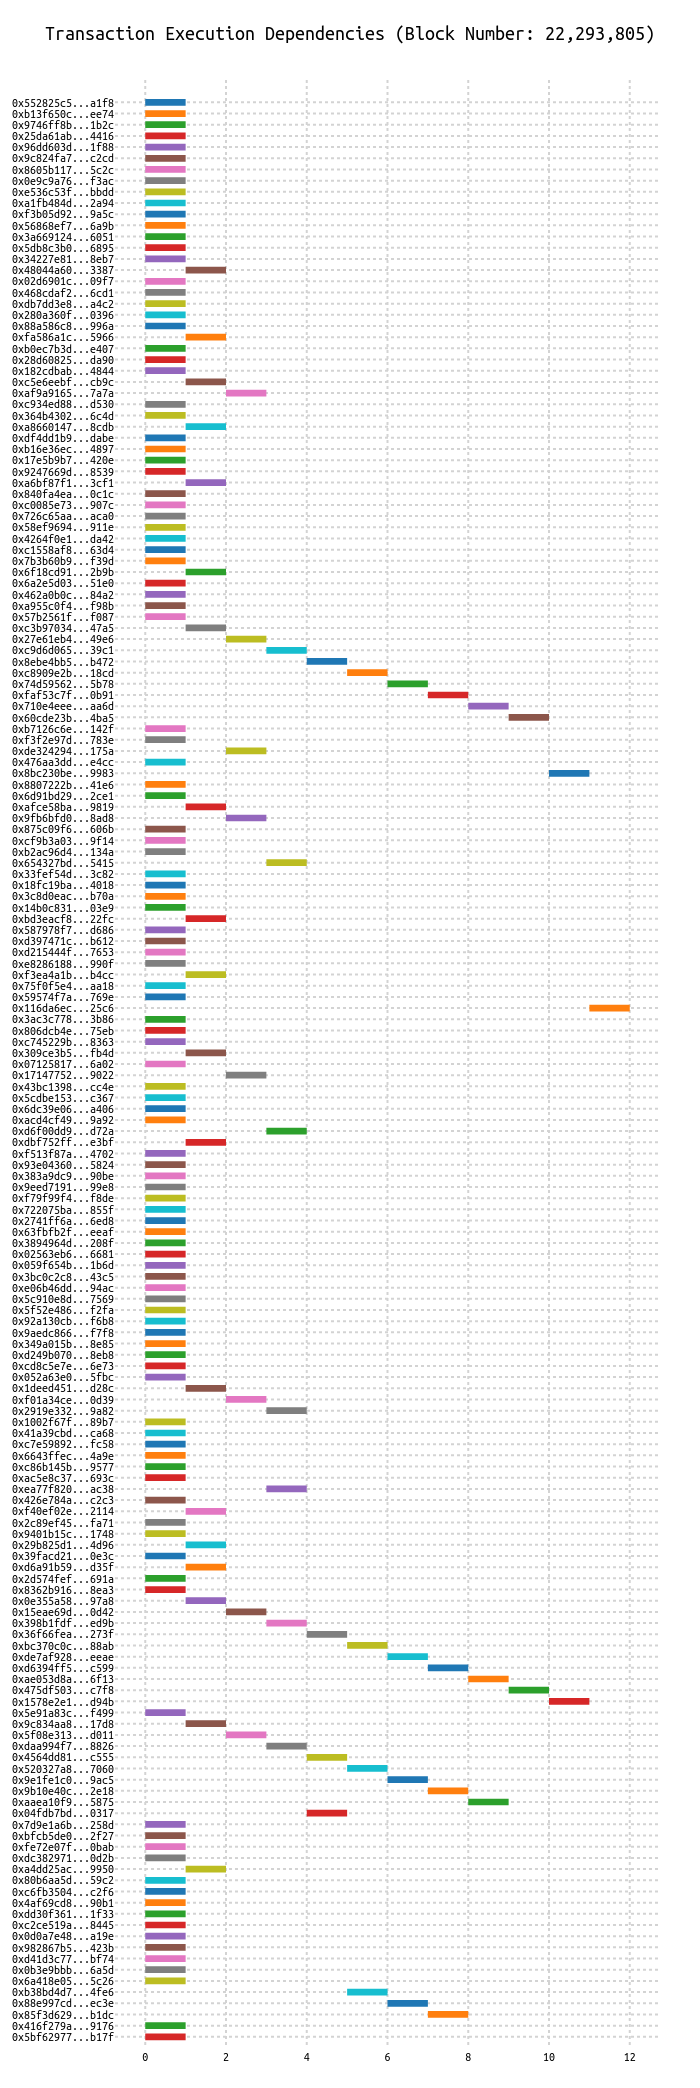 Transaction Execution Dependencies (Block Number: 22,293,805)
0x552825c5...a1f8
0xb13f650c...ee74
0x9746ff8b...1b2c
0x25da61ab...4416
0x96dd603d...1f88
0x9c824fa7...c2cd
0x8605b117...5c2c
0x0e9c9a76...f3ac
0xe536c53f...bbdd
0xa1fb484d...2a94
0xf3b05d92...9a5c
0x56868ef7...6a9b
0x3a669124...6051
0x5db8c3b0...6895
0x34227e81...8eb7
0x48044a60...3387
0x02d6901c...09f7
0x468cdaf2...6cd1
0xdb7dd3e8...a4c2
0x280a360f...0396
0x88a586c8...996a
0xfa586a1c...5966
0xb0ec7b3d...e407
0x28d60825...da90
0x182cdbab...4844
0xc5e6eebf...cb9c
0xaf9a9165...7a7a
0xc934ed88...d530
0x364b4302...6c4d
0xa8660147...8cdb
0xdf4dd1b9...dabe
0xb16e36ec...4897
0x17e5b9b7...420e
0x9247669d...8539
0xa6bf87f1...3cf1
0x840fa4ea...0c1c
0xc0085e73...907c
0x726c65aa...aca0
0x58ef9694...911e
0x4264f0e1...da42
0xc1558af8...63d4
0x7b3b60b9...f39d
0x6f18cd91...2b9b
0x6a2e5d03...51e0
0x462a0b0c...84a2
0xa955c0f4...f98b
0x57b2561f...f087
0xc3b97034...47a5
0x27e61eb4...49e6
0xc9d6d065...39c1
0x8ebe4bb5...b472
0xc8909e2b...18cd
0x74d59562...5b78
0xfaf53c7f...0b91
0x710e4eee...aa6d
0x60cde23b...4ba5
0xb7126c6e...142f
0xf3f2e97d...783e
0xde324294...175a
0x476aa3dd...e4cc
0x8bc230be...9983
0x8807222b...41e6
0x6d91bd29...2ce1
0xafce58ba...9819
0x9fb6bfd0...8ad8
0x875c09f6...606b
0xcf9b3a03...9f14
0xb2ac96d4...134a
0x654327bd...5415
0x33fef54d...3c82
0x18fc19ba...4018
0x3c8d0eac...b70a
0x14b0c831...03e9
0xbd3eacf8...22fc
0x587978f7...d686
0xd397471c...b612
0xd215444f...7653
0xe8286188...990f
0xf3ea4a1b...b4cc
0x75f0f5e4...aa18
0x59574f7a...769e
0x116da6ec...25c6
0x3ac3c778...3b86
0x806dcb4e...75eb
0xc745229b...8363
0x309ce3b5...fb4d
0x07125817...6a02
0x17147752...9022
0x43bc1398...cc4e
0x5cdbe153...c367
0x6dc39e06...a406
0xacd4cf49...9a92
0xd6f00dd9...d72a
0xdbf752ff...e3bf
0xf513f87a...4702
0x93e04360...5824
0x383a9dc9...90be
0x9eed7191...99e8
0xf79f99f4...f8de
0x722075ba...855f
0x2741ff6a...6ed8
0x63fbfb2f...eeaf
0x3894964d...208f
0x02563eb6...6681
0x059f654b...1b6d
0x3bc0c2c8...43c5
0xe06b46dd...94ac
0x5c910e8d...7569
0x5f52e486...f2fa
0x92a130cb...f6b8
0x9aedc866...f7f8
0x349a015b...8e85
0xd249b070...8eb8
0xcd8c5e7e...6e73
0x052a63e0...5fbc
0x1deed451...d28c
0xf01a34ce...0d39
0x2919e332...9a82
0x1002f67f...89b7
0x41a39cbd...ca68
0xc7e59892...fc58
0x6643ffec...4a9e
0xc86b145b...9577
0xac5e8c37...693c
0xea77f820...ac38
0x426e784a...c2c3
0xf40ef02e...2114
0x2c89ef45...fa71
0x9401b15c...1748
0x29b825d1...4d96
0x39facd21...0e3c
0xd6a91b59...d35f
0x2d574fef...691a
0x8362b916...8ea3
0x0e355a58...97a8
0x15eae69d...0d42
0x398b1fdf...ed9b
0x36f66fea...273f
0xbc370c0c...88ab
0xde7af928...eeae
0xd6394ff5...c599
0xae053d8a...6f13
0x475df503...c7f8
0x1578e2e1...d94b
0x5e91a83c...f499
0x9c834aa8...17d8
0x5f08e313...d011
0xdaa994f7...8826
0x4564dd81...c555
0x520327a8...7060
0x9e1fe1c0...9ac5
0x9b10e40c...2e18
0xaaea10f9...5875
0x04fdb7bd...0317
0x7d9e1a6b...258d
0xbfcb5de0...2f27
0xfe72e07f...0bab
0xdc382971...0d2b
0xa4dd25ac...9950
0x80b6aa5d...59c2
0xc6fb3504...c2f6
0x4af69cd8...90b1
0xdd30f361...1f33
0xc2ce519a...8445
0x0d0a7e48...a19e
0x982867b5...423b
0xd41d3c77...bf74
0x0b3e9bbb...6a5d
0x6a418e05...5c26
0xb38bd4d7...4fe6
0x88e997cd...ec3e
0x85f3d629...b1dc
0x416f279a...9176
0x5bf62977...b17f
0 2 4 6 8 10 12